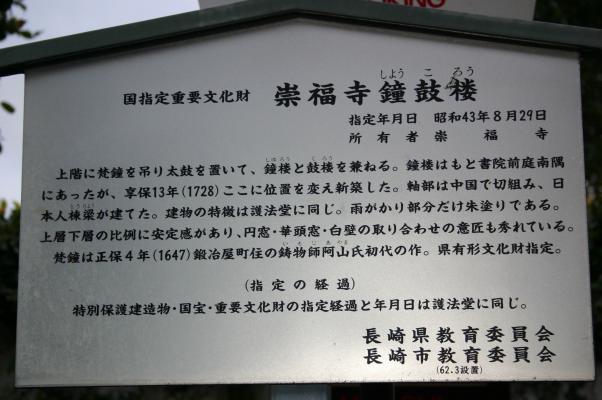 KING
国指定重要文化財 崇福寺鐘鼓楼
しょう こ ろう
指定年月日 昭和43年8月29日
所有者 崇福寺
上階に梵鐘を吊り太鼓を置いて、鐘楼と鼓楼を兼ねる。鐘楼はもと書院前庭南隅
にあったが、享保13年(1728)ここに位置を変え新築した。軸部は中国で切組み、日
本人棟梁が建てた。建物の特徴は護法堂に同じ。雨がかり部分だけ朱塗りである。
上層下層の比例に安定感があり、円窓・華頭窓・白壁の取り合わせの意匠も秀れている。
梵鐘は正保4年(1647)鍛冶屋町住の鋳物師阿山氏初代の作。県有形文化財指定。
(指定の経過)
特別保護建造物・国宝・重要文化財の指定経過と年月日は護法堂に同じ。
長崎県教育委員会
長崎市教育委員会
(62.3設置)